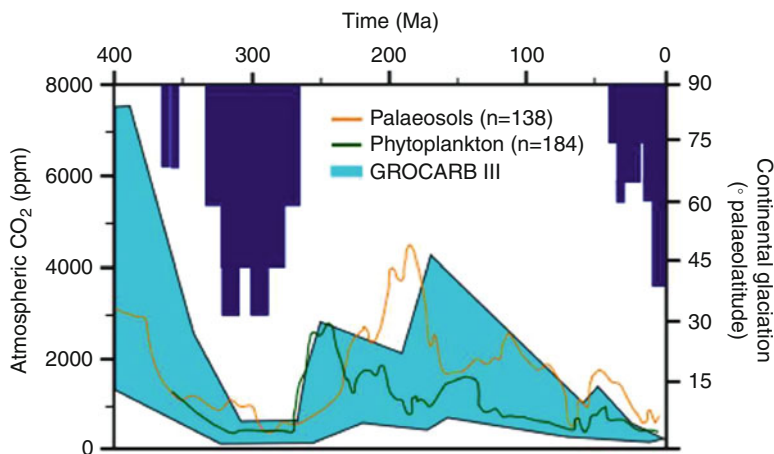 Time (Ma)
400 300 200 100 0
8000
6000
4000
2000
0
Atmospheric CO2 (ppm)
Palaeosols (n=138)
Phytoplankton (n=184)
GROCARB III
90
75
60
45
30
15
Continental glaciation
(° palaeolatitude)